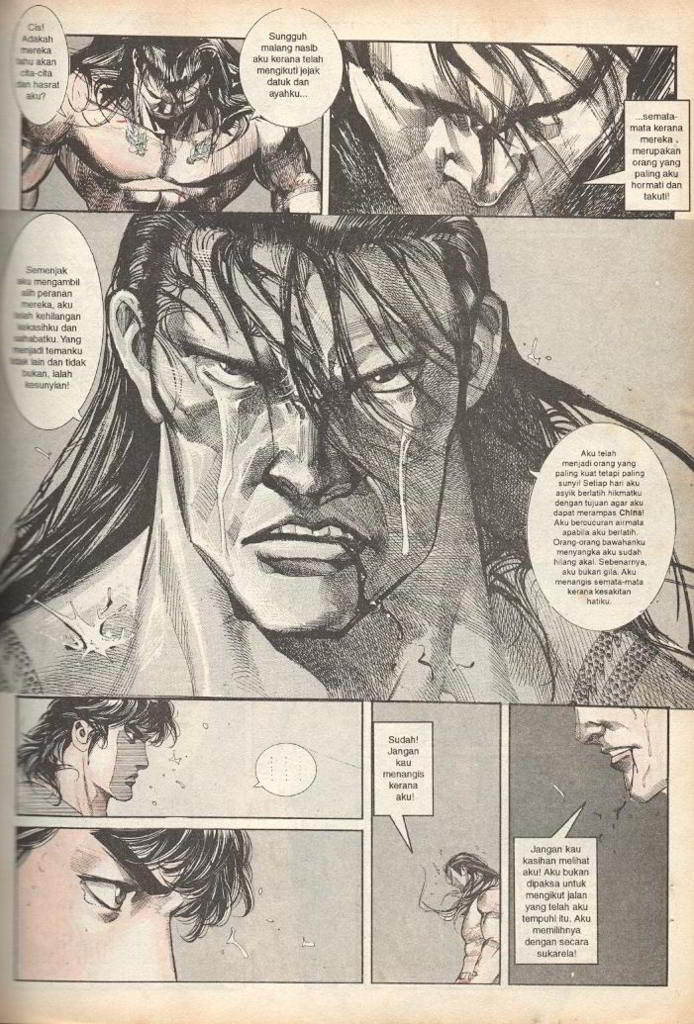 Cis!
Adakah
mereka
tahu akan
cita-cita
dan hasrat
aku?
Sungguh
malang nasib
aku kerana telah
mengikuti jejak
datuk dan
ayahku...
...semata-
mata kerana
mereka
merupakan
orang yang
paling aku
hormati dan
takuti!
Semenjak
aku mengambil
alih peranan
mereka, aku
telah kehilangan
kekasihku dan
sahabatku. Yang
menjadi temanku
tidak lain dan tidak
bukan, ialah
kesunyian!
Aku telah
menjadi orang yang
paling kuat tetapi paling
sunyi! Setiap hari aku
asyik berlatih hikmatku
dengan tujuan agar aku
dapat merampas China!
Aku bercucuran airmata
apabila aku berlatih.
Orang-orang bawahanku
menyangka aku sudah
hilang akal. Sebenarnya,
aku bukan gila. Aku
menangis semata-mata
kerana kesakitan
hatiku.
Sudah!
Jangan
kau
menangis
kerana
aku!
Jangan kau
kasihan melihat
aku! Aku bukan
dipaksa untuk
mengikut jalan
yang telah aku
tempuhi itu. Aku
memilihnya
dengan secara
sukarela!